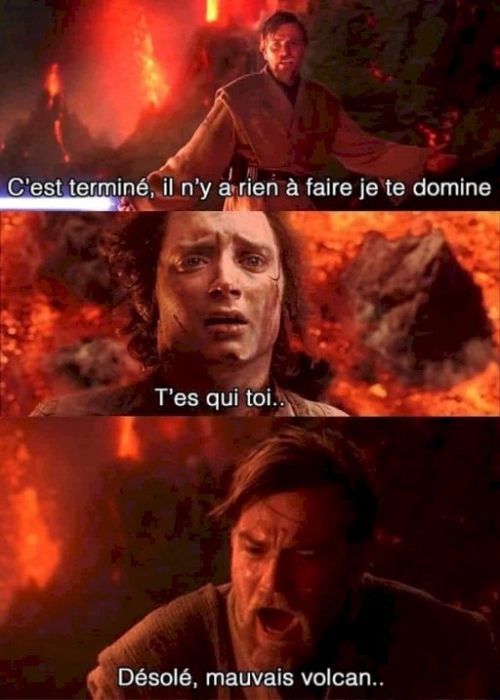 C'est terminé, il n'y a rien à faire je te domine
T'es qui toi..
Désolé, mauvais volcan..